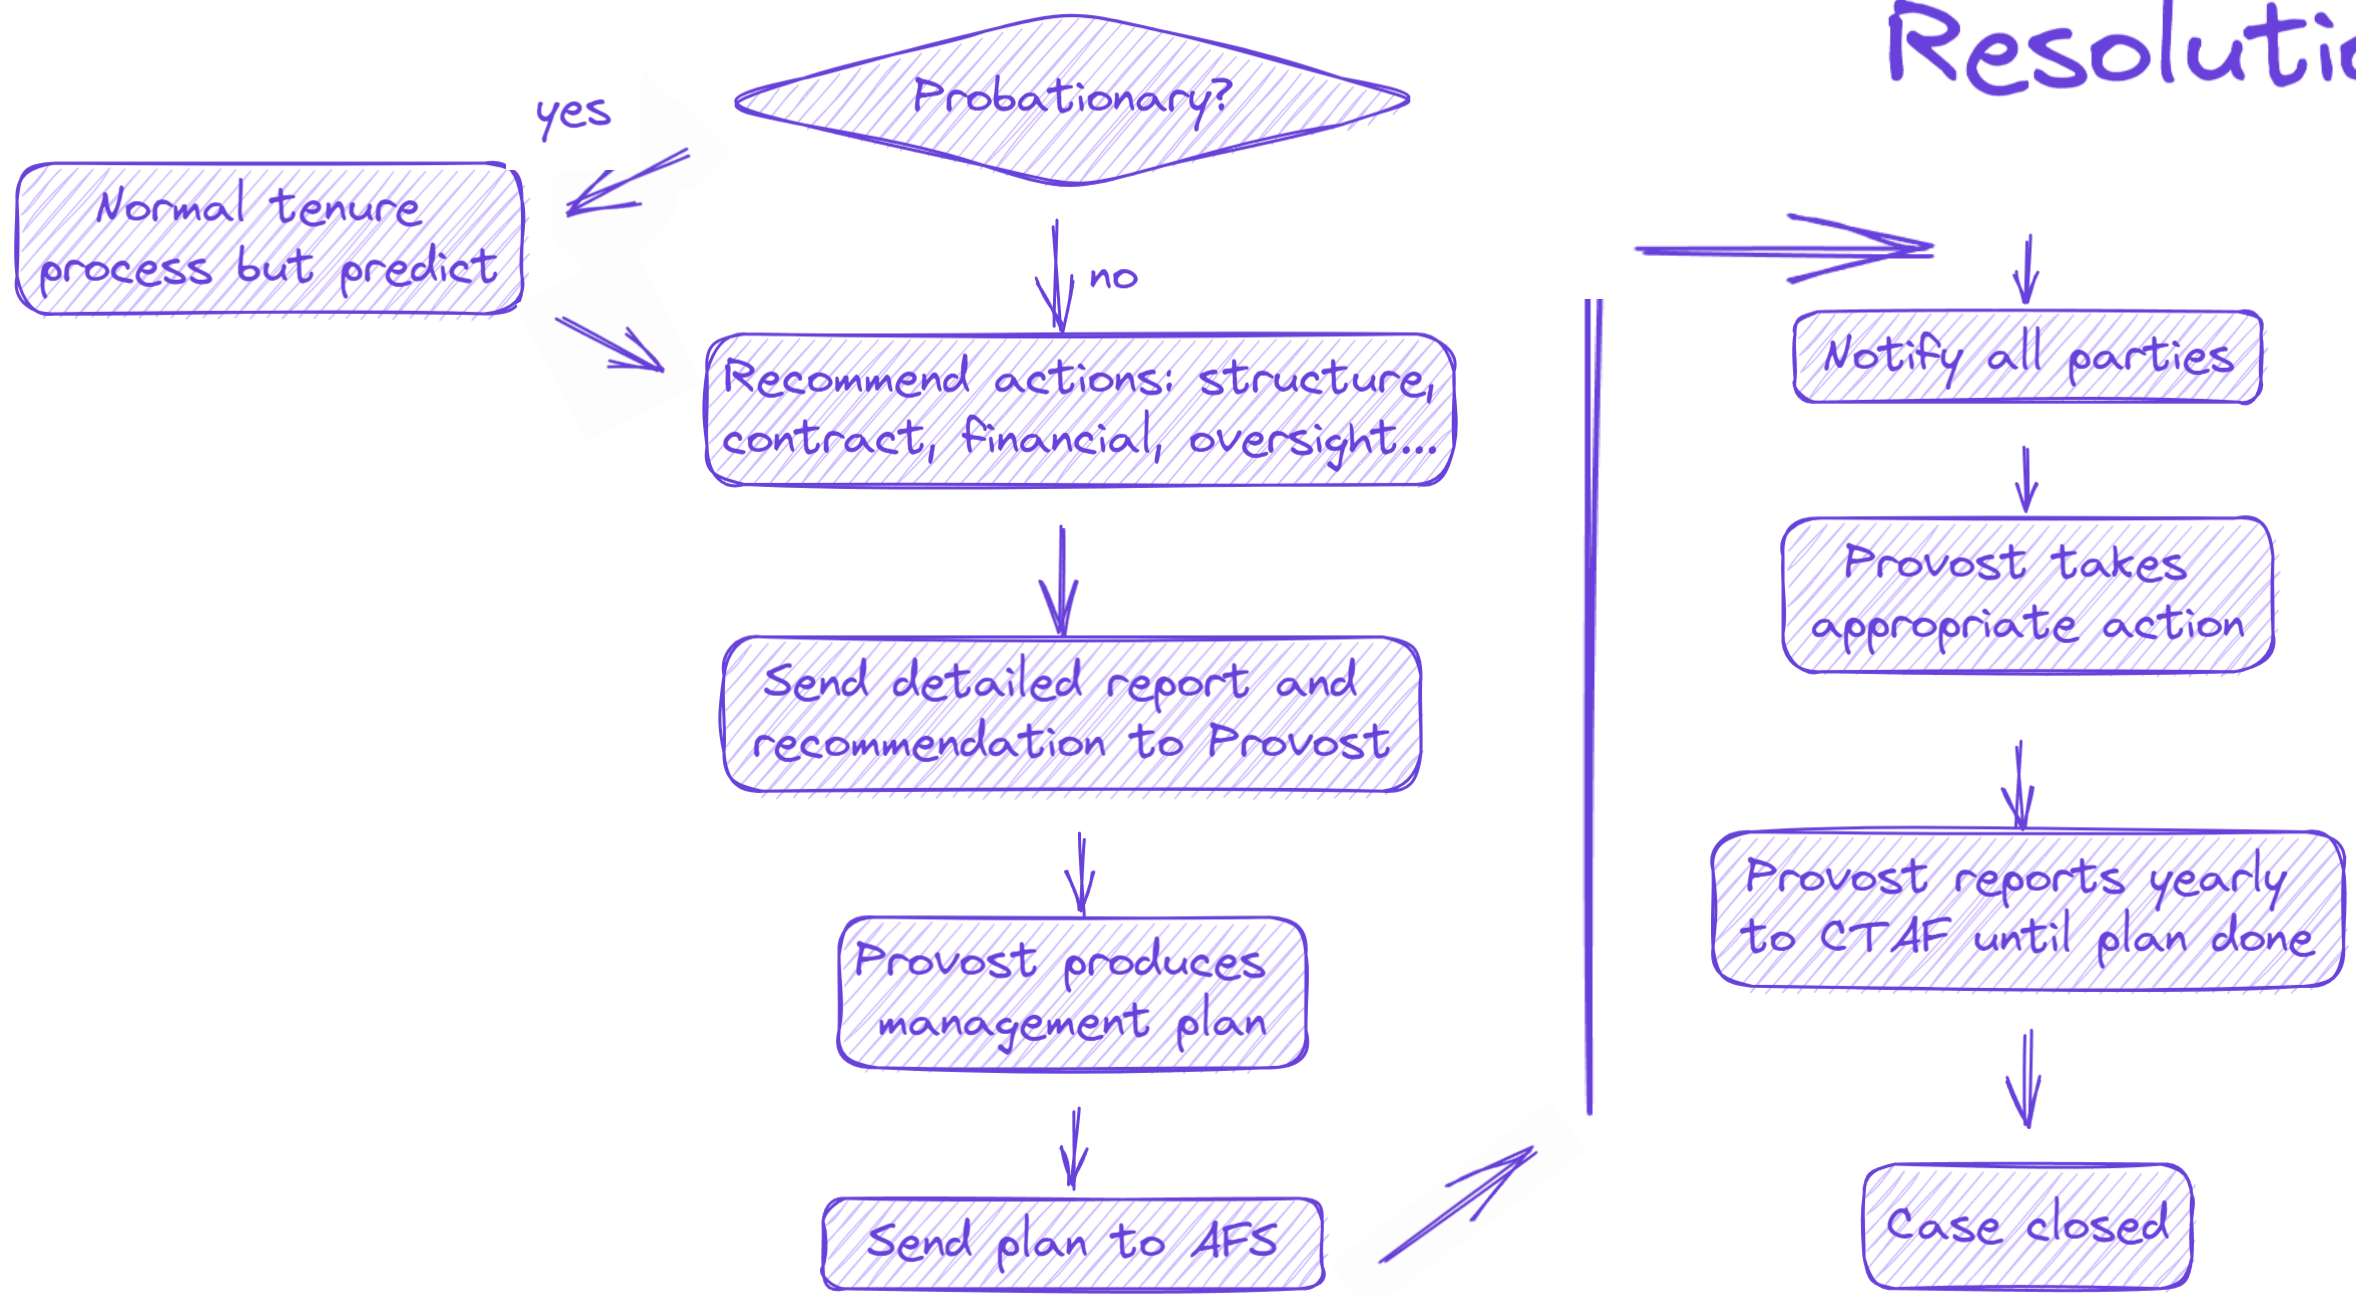 Probationary?
yes
Normal tenure
process but predict
no
Recommend actions: structure,
contract, financial, oversight...
Send detailed report and
recommendation to Provost
Provost produces
management plan
Send plan to AFS
Notify all parties
Provost takes
appropriate action
Provost reports yearly
to CTAF until plan done
Case closed